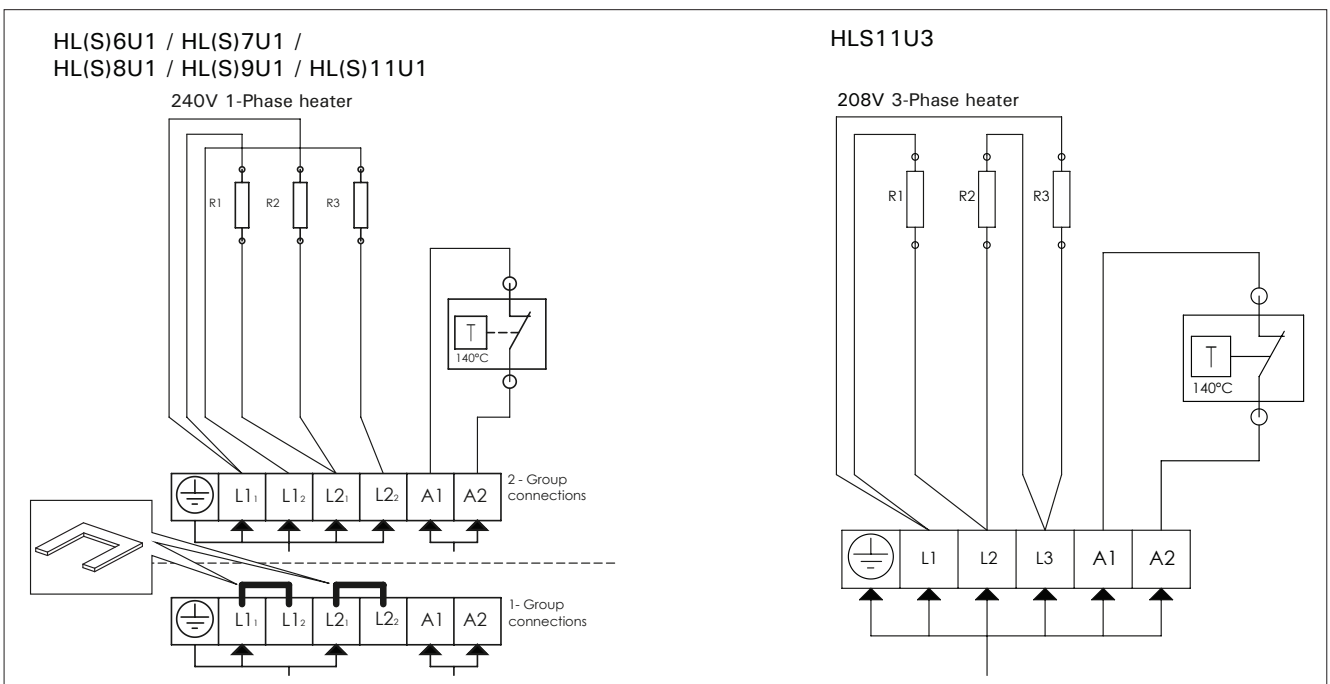 HL(S)6U1 / HL(S)7U1 /
HL(S)8U1 / HL(S)9U1 / HL(S)11U1
240V 1-Phase heater
R1 R2 R3
T
140°C
L1₁ L1₂ L2₁ L2₂ A1 A2
2 - Group
connections
L1₁ L1₂ L2₁ L2₂ A1 A2
1- Group
connections
HLS11U3
208V 3-Phase heater
R1 R2 R3
T
140°C
L1 L2 L3 A1 A2